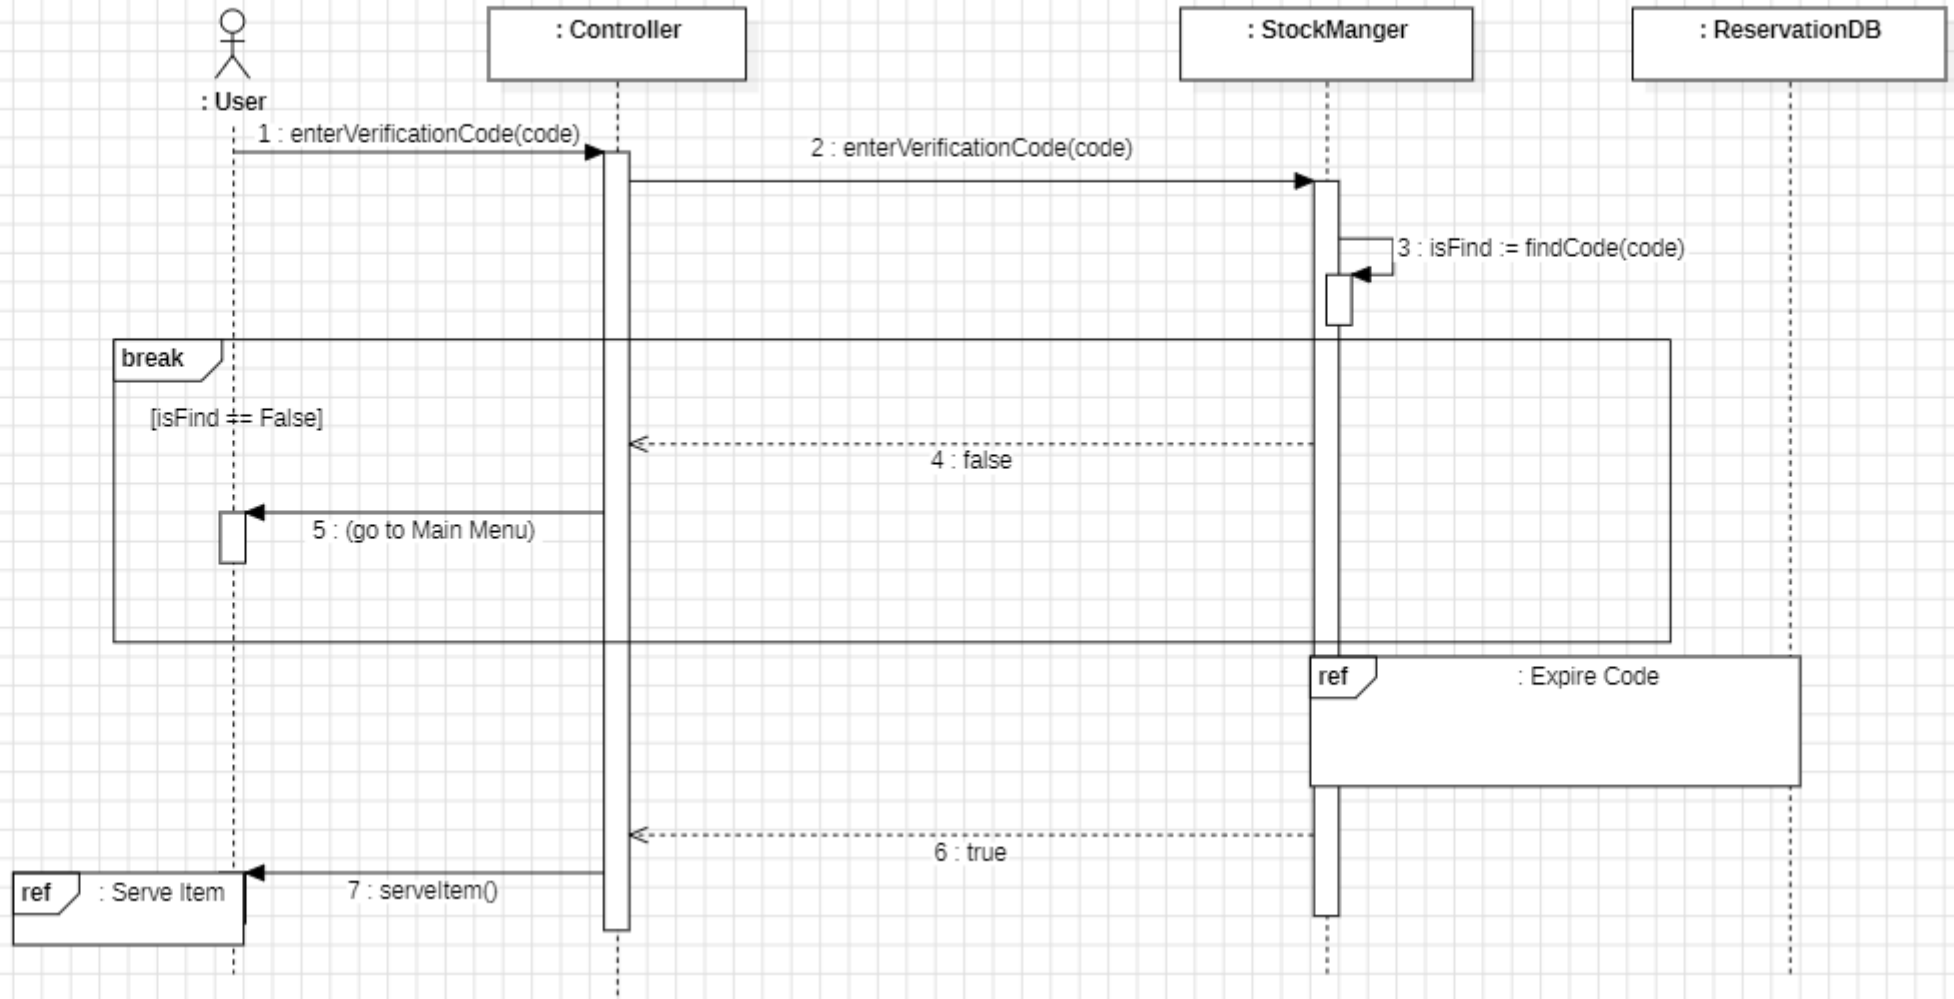 : Controller
: StockManger
: ReservationDB
: User
1 : enterVerificationCode(code)
2 : enterVerificationCode(code)
3 : isFind := findCode(code)
break
[isFind == False]
4 : false
5 : (go to Main Menu)
ref
: Expire Code
6 : true
7 : serveItem()
ref
: Serve Item